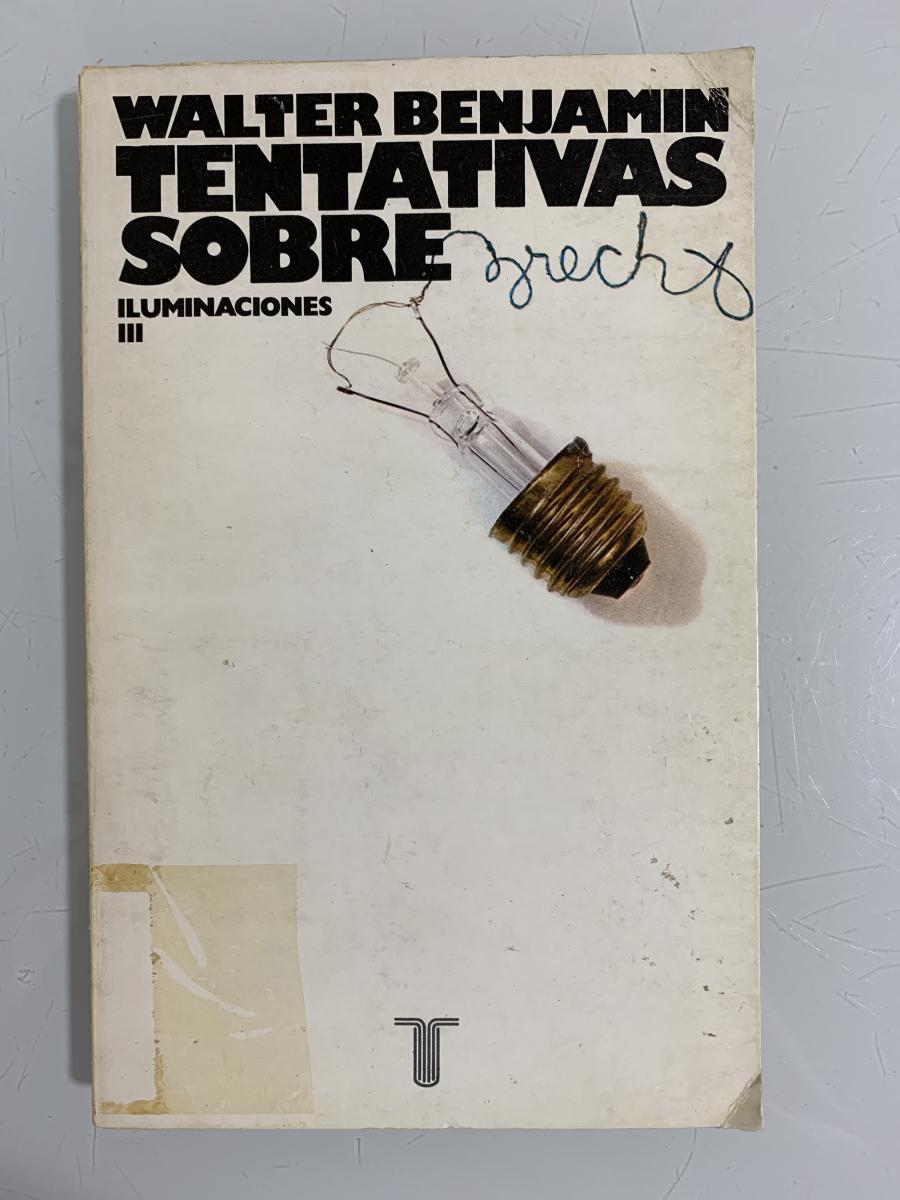 WALTER BENJAMIN
TENTATIVAS
SOBRE brecht
ILUMINACIONES
III